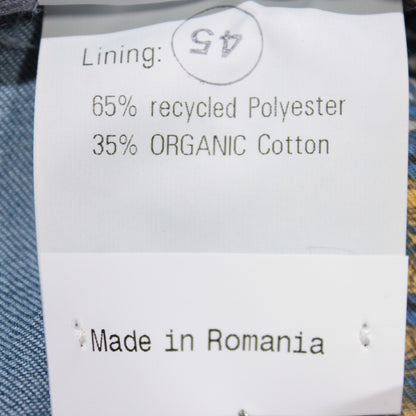 45
Lining:
65% recycled Polyester
35% ORGANIC Cotton
Made in Romania